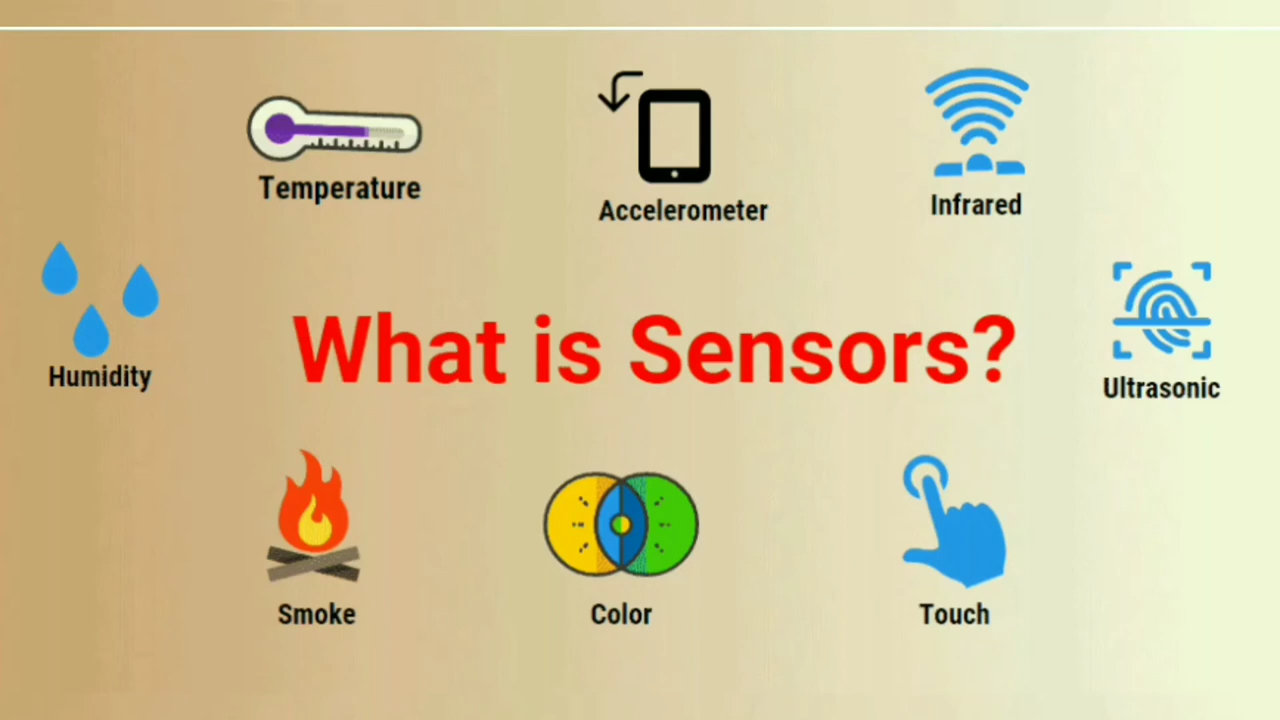 Temperature
Accelerometer
Infrared
Humidity
What is Sensors?
Ultrasonic
Smoke
Color
Touch